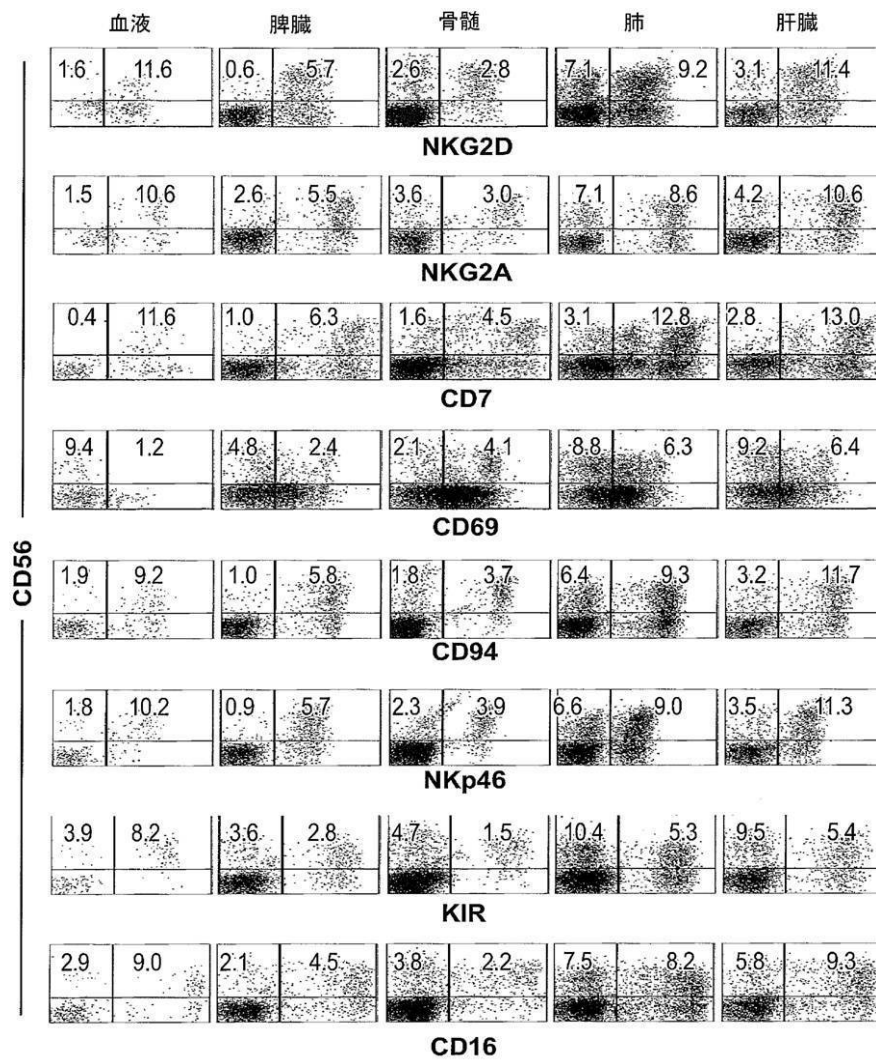 血液 脾臓 骨髄 肺 肝臓
1.6 11.6 0.6 5.7 2.6 2.8 7.1 9.2 3.1 11.4
NKG2D
1.5 10.6 2.6 5.5 3.6 3.0 7.1 8.6 4.2 10.6
NKG2A
0.4 11.6 1.0 6.3 1.6 4.5 3.1 12.8 2.8 13.0
CD7
9.4 1.2 4.8 2.4 2.1 4.1 8.8 6.3 9.2 6.4
CD69
CD56
1.9 9.2 1.0 5.8 1.8 3.7 6.4 9.3 3.2 11.7
CD94
1.8 10.2 0.9 5.7 2.3 3.9 6.6 9.0 3.5 11.3
NKp46
3.9 8.2 3.6 2.8 4.7 1.5 10.4 5.3 9.5 5.4
KIR
2.9 9.0 2.1 4.5 3.8 2.2 7.5 8.2 5.8 9.3
CD16